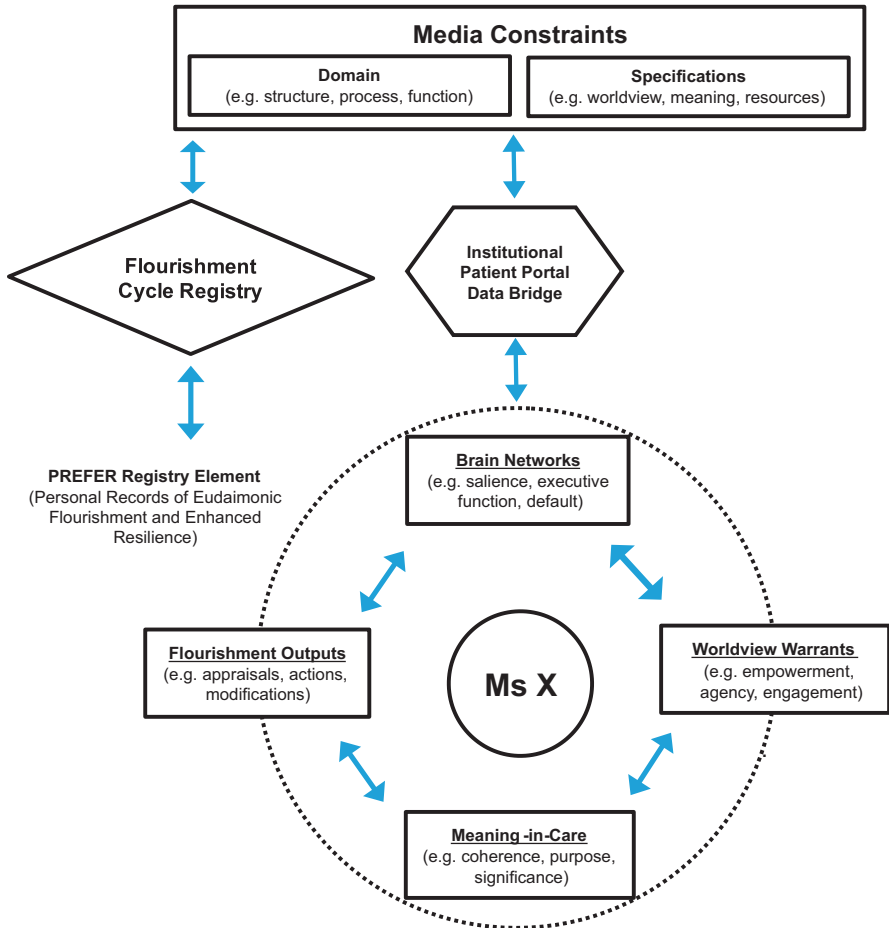 Media Constraints
Domain
(e.g. structure, process, function)
Specifications
(e.g. worldview, meaning, resources)
Flourishment
Cycle Registry
Institutional
Patient Portal
Data Bridge
PREFER Registry Element
(Personal Records of Eudaimonic
Flourishment and Enhanced
Resilience)
Brain Networks
(e.g. salience, executive
function, default)
Flourishment Outputs
(e.g. appraisals, actions,
modifications)
Ms X
Worldview Warrants
(e.g. empowerment,
agency, engagement)
Meaning -in-Care
(e.g. coherence, purpose,
significance)